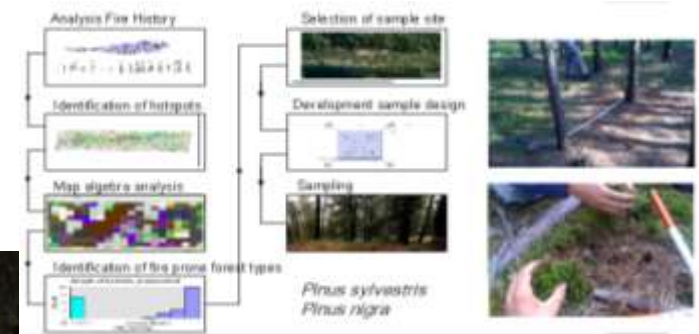 Analysis Fire History
Identification of hotspots
Map algebra analysis
Identification of fire prone forest types
Selection of sample site
Development sample design
Sampling
Pinus sylvestris
Pinus nigra